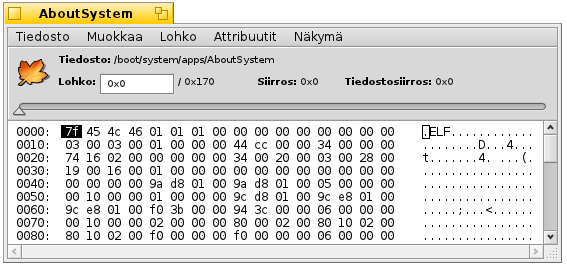 AboutSystem
Tiedosto Muokkaa Lohko Attribuutit Näkymä
Tiedosto: /boot/system/apps/AboutSystem
Lohko: 0x0 / 0x170 Siirros: 0x0 Tiedostosiirros: 0x0
0000: 7f 45 4c 46 01 01 01 00 00 00 00 00 00 00 00 00 .ELF............
0010: 03 00 03 00 01 00 00 00 44 cc 00 00 34 00 00 00 ........D...4...
0020: 74 16 02 00 00 00 00 00 34 00 20 00 03 00 28 00 t.......4. ...(.
0030: 19 00 16 00 01 00 00 00 00 00 00 00 00 00 00 00 ................
0040: 00 00 00 00 9a d8 01 00 9a d8 01 00 05 00 00 00 ................
0050: 00 10 00 00 01 00 00 00 9c d8 01 00 9c e8 01 00 ................
0060: 9c e8 01 00 f0 3b 00 00 94 3c 00 00 06 00 00 00 .....;...<......
0070: 00 10 00 00 02 00 00 00 80 00 02 00 80 10 02 00 ................
0080: 80 10 02 00 f0 00 00 00 f0 00 00 00 06 00 00 00 ................